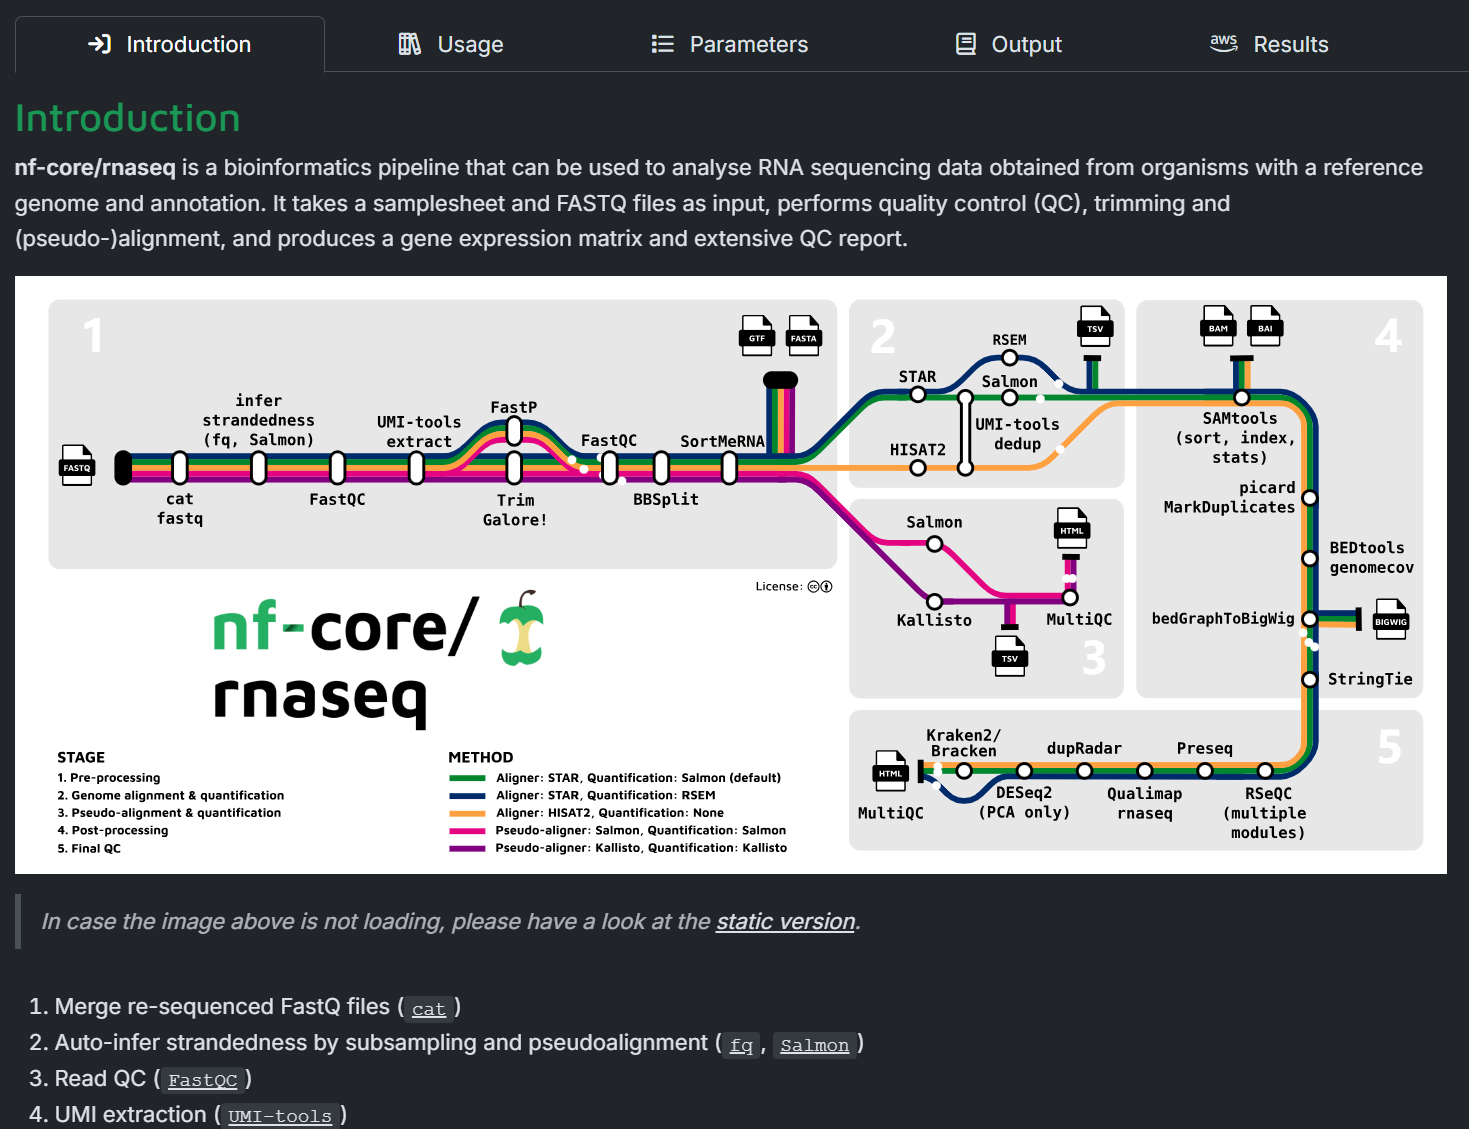 Introduction
Usage
Parameters
Output
aws
Results
Introduction
nf-core/rnaseq is a bioinformatics pipeline that can be used to analyse RNA sequencing data obtained from organisms with a reference
genome and annotation. It takes a samplesheet and FASTQ files as input, performs quality control (QC), trimming and
(pseudo-)alignment, and produces a gene expression matrix and extensive QC report.
1
FASTQ
cat
fastq
infer
strandedness
(fq, Salmon)
FastQC
UMI-tools
extract
FastP
Trim
Galore!
FastQC
BBSplit
SortMeRNA
GTF
FASTA
2
STAR
RSEM
Salmon
HISAT2
UMI-tools
dedup
TSV
Salmon
Kallisto
TSV
HTML
MultiQC
3
4
BAM
BAI
SAMtools
(sort, index,
stats)
picard
MarkDuplicates
BEDtools
genomecov
bedGraphToBigWig
BIGWIG
StringTie
5
RSeQC
(multiple
modules)
Preseq
Qualimap
rnaseq
dupRadar
DESeq2
(PCA only)
Kraken2/
Bracken
HTML
MultiQC
License:
nf-core/
rnaseq
STAGE
1. Pre-processing
2. Genome alignment & quantification
3. Pseudo-alignment & quantification
4. Post-processing
5. Final QC
METHOD
Aligner: STAR, Quantification: Salmon (default)
Aligner: STAR, Quantification: RSEM
Aligner: HISAT2, Quantification: None
Pseudo-aligner: Salmon, Quantification: Salmon
Pseudo-aligner: Kallisto, Quantification: Kallisto
In case the image above is not loading, please have a look at the static version.
1. Merge re-sequenced FastQ files ( cat )
2. Auto-infer strandedness by subsampling and pseudoalignment ( fq , Salmon )
3. Read QC ( FastQC )
4. UMI extraction ( UMI-tools )